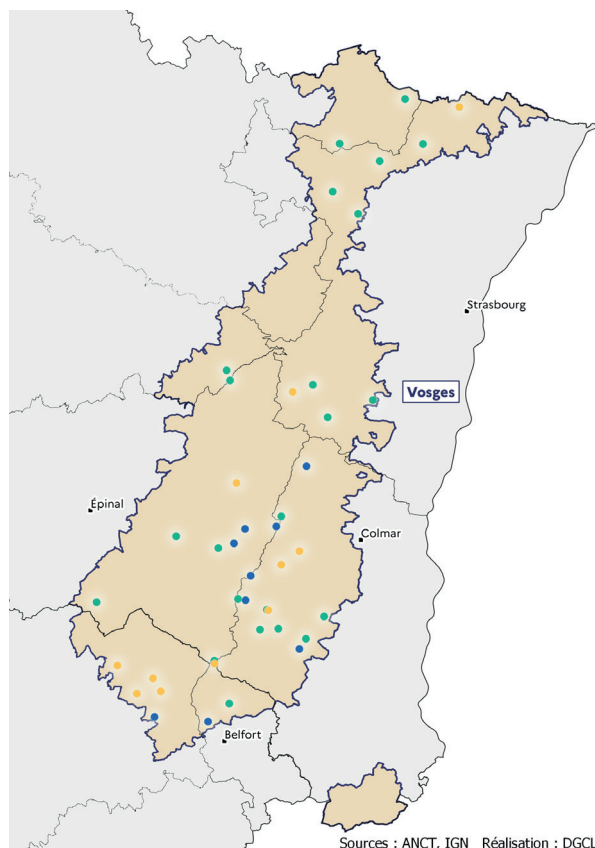 Strasbourg
Vosges
Épinal
Colmar
Belfort
Sources : ANCT, IGN Réalisation : DGCL